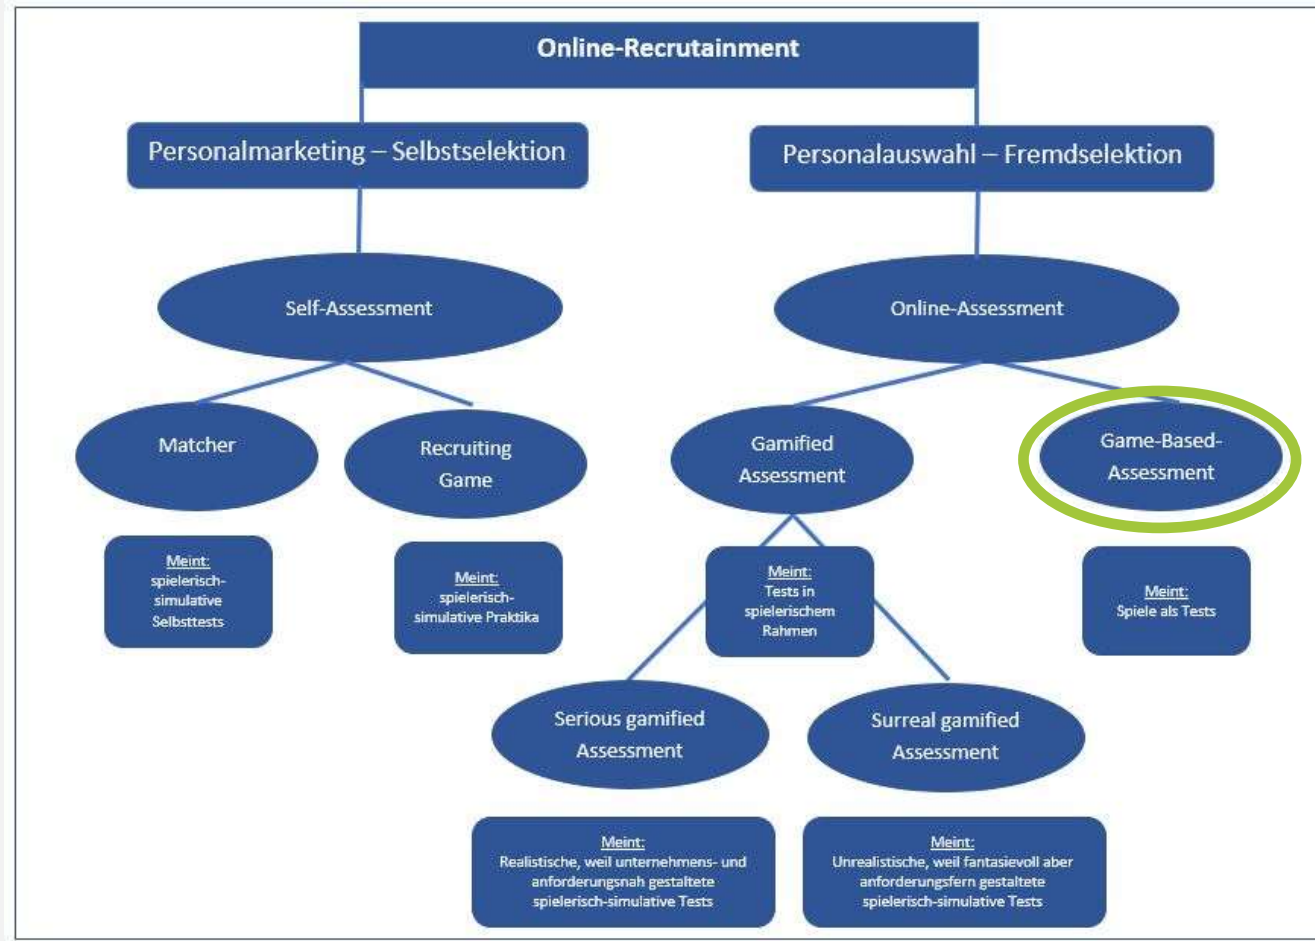 Online-Recrutainment
Personalmarketing – Selbstselektion
Personalauswahl – Fremdselektion
Self-Assessment
Online-Assessment
Matcher
Recruiting
Game
Gamified
Assessment
Game-Based-
Assessment
Meint:
spielerisch-
simulative
Selbsttests
Meint:
spielerisch-
simulative Praktika
Meint:
Tests in
spielerischem
Rahmen
Meint:
Spiele als Tests
Serious gamified
Assessment
Surreal gamified
Assessment
Meint:
Realistische, weil unternehmens- und
anforderungsnah gestaltete
spielerisch-simulative Tests
Meint:
Unrealistische, weil fantasievoll aber
anforderungsfern gestaltete
spielerisch-simulative Tests